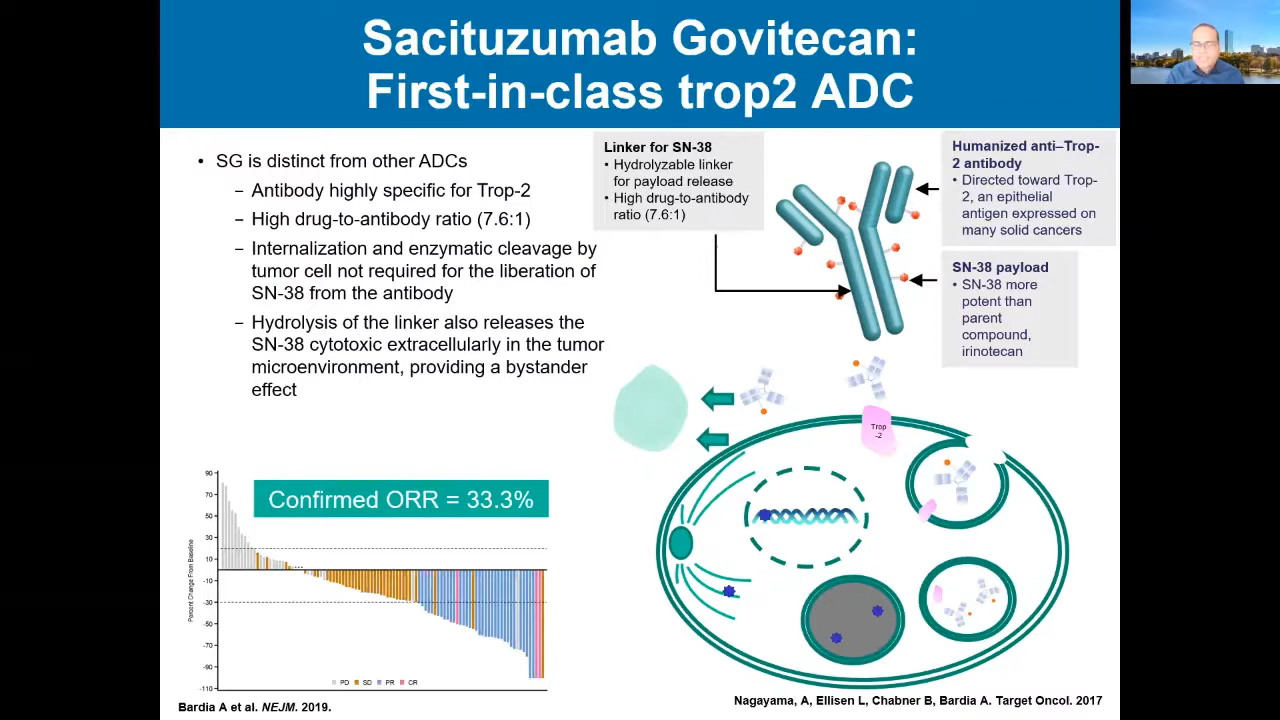 Sacituzumab Govitecan:
First-in-class trop2 ADC
• SG is distinct from other ADCs
– Antibody highly specific for Trop-2
– High drug-to-antibody ratio (7.6:1)
– Internalization and enzymatic cleavage by
tumor cell not required for the liberation of
SN-38 from the antibody
– Hydrolysis of the linker also releases the
SN-38 cytotoxic extracellularly in the tumor
microenvironment, providing a bystander
effect
Linker for SN-38
• Hydrolyzable linker
for payload release
• High drug-to-antibody
ratio (7.6:1)
Humanized anti–Trop-
2 antibody
• Directed toward Trop-
2, an epithelial
antigen expressed on
many solid cancers
SN-38 payload
• SN-38 more
potent than
parent
compound,
irinotecan
Trop
-2
Confirmed ORR = 33.3%
Percent Change From Baseline
90
70
50
30
10
-10
-30
-50
-70
-90
-110
PD SD PR CR
Bardia A et al. NEJM. 2019.
Nagayama, A, Ellisen L, Chabner B, Bardia A. Target Oncol. 2017